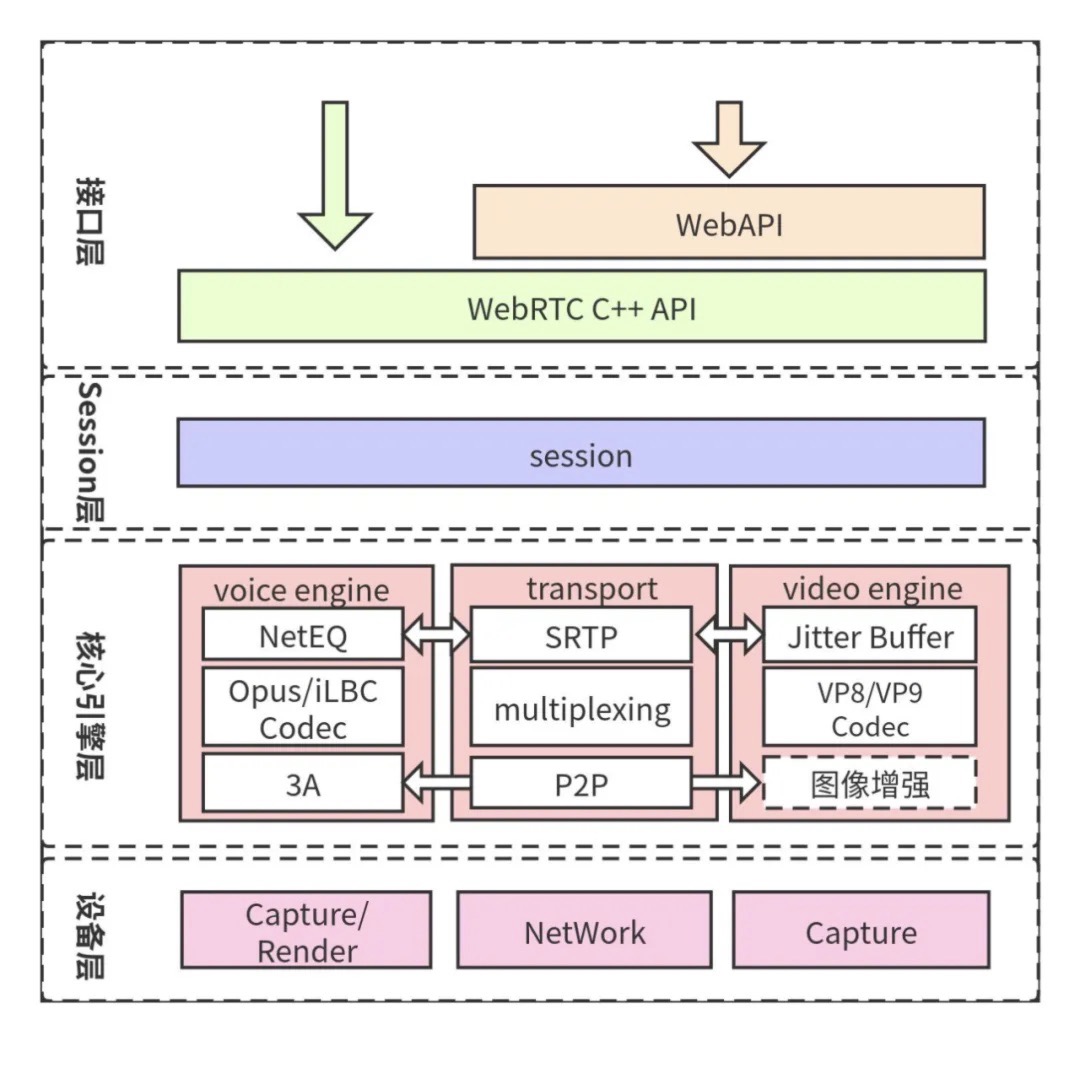 接口层
WebAPI
WebRTC C++ API
Session层
session
核心引擎层
voice engine
NetEQ
Opus/iLBC
Codec
3A
transport
SRTP
multiplexing
P2P
video engine
Jitter Buffer
VP8/VP9
Codec
图像增强
设备层
Capture/
Render
NetWork
Capture